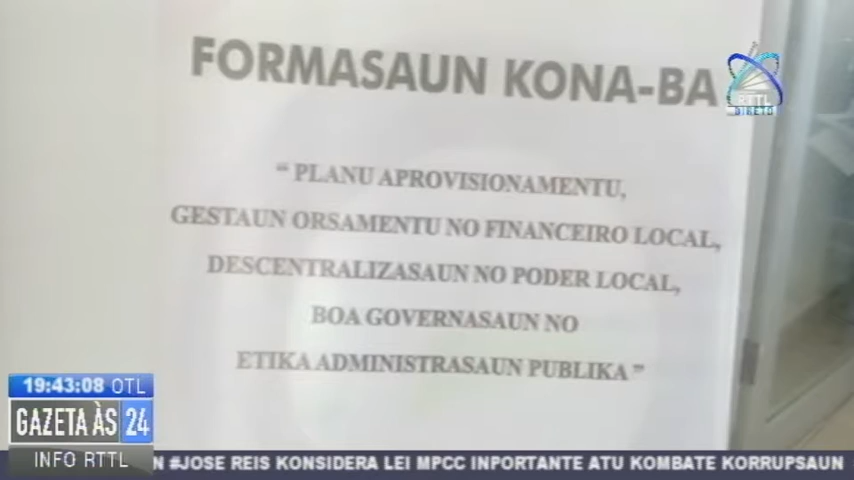 FORMASAUN KONA-BA
RTTL
DIRETO
" PLANU APROVISIONAMENTU,
GESTAUN ORSAMENTU NO FINANCEIRO LOCAL,
DESCENTRALIZASAUN NO PODER LOCAL,
BOA GOVERNASAUN NO
ETIKA ADMINISTRASAUN PUBLIKA "
19:43:08 OTL
GAZETA ÀS 24
INFO RTTL
N #JOSE REIS KONSIDERA LEI MPCC INPORTANTE ATU KOMBATE KORRUPSAUN